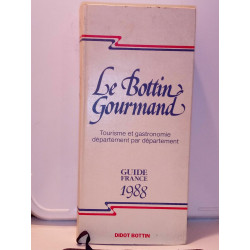 Le Bottin
Gourmand
Tourisme et gastronomie
département par département
GUIDE
FRANCE
1988
DIDOT BOTTIN